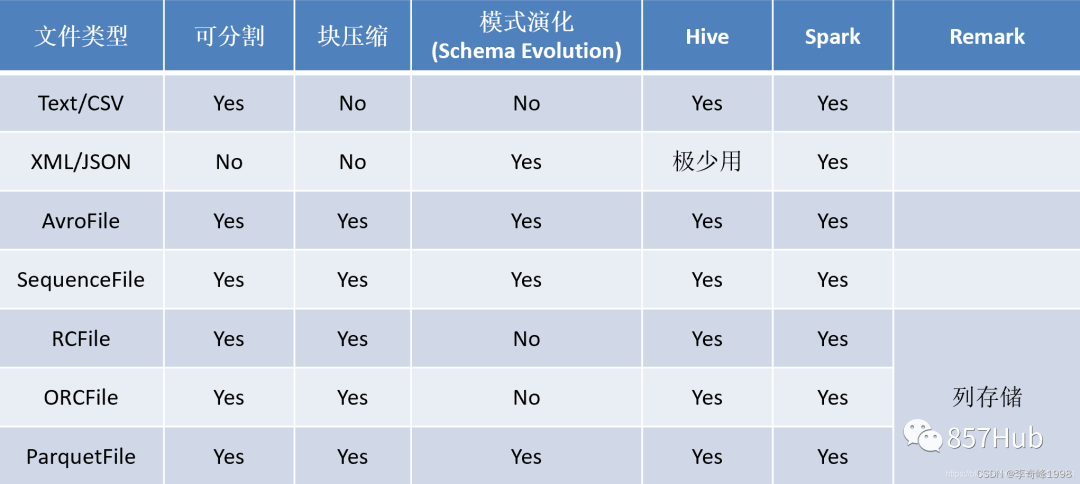 文件类型 可分割 块压缩 模式演化 (Schema Evolution) Hive Spark Remark
Text/CSV Yes No No Yes Yes
XML/JSON No No Yes 极少用 Yes
AvroFile Yes Yes Yes Yes Yes
SequenceFile Yes Yes Yes Yes Yes
RCFile Yes Yes No Yes Yes
ORCFile Yes Yes No Yes Yes 列存储
857Hub
ParquetFile Yes Yes Yes Yes Yes
CSDN @李奇峰1998